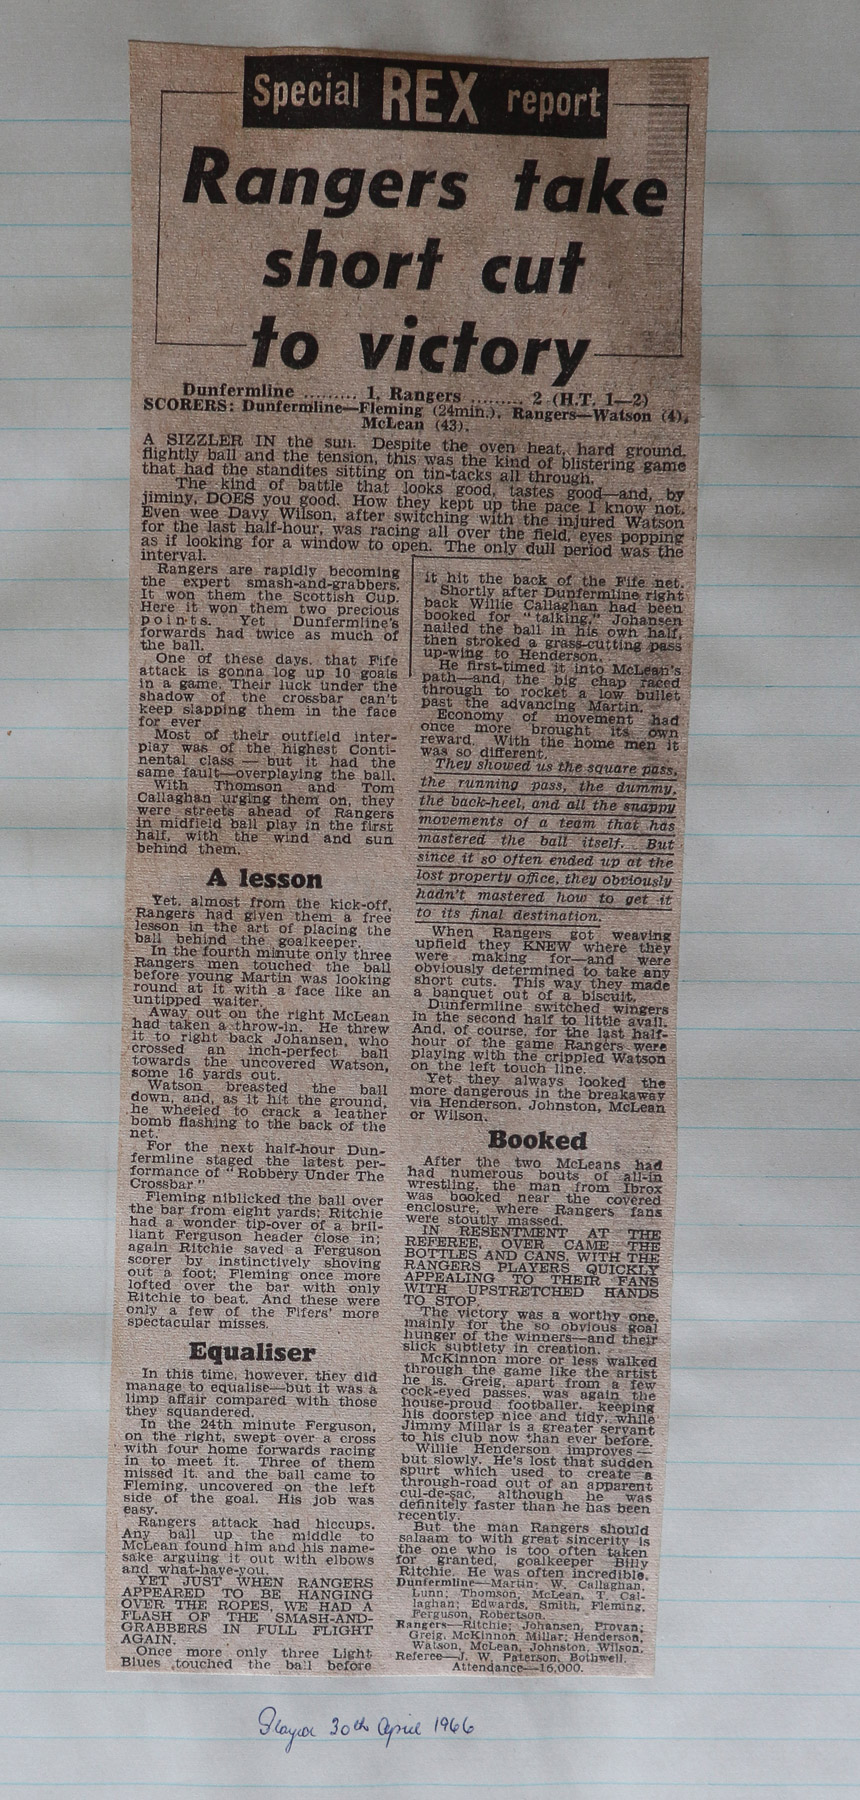 Special REX report
Rangers take
short cut
to victory
Dunfermline ......... 1, Rangers ......... 2 (H.T. 1—2)
SCORERS: Dunfermline—Fleming (24min.), Rangers—Watson (4),
McLean (43).
A SIZZLER IN the sun. Despite the oven heat, hard ground,
flightly ball and the tension, this was the kind of blistering game
that had the standites sitting on tin-tacks all through.
The kind of battle that looks good, tastes good—and, by
jiminy, DOES you good. How they kept up the pace I know not.
Even wee Davy Wilson, after switching with the injured Watson
for the last half-hour, was racing all over the field, eyes popping
as if looking for a window to open. The only dull period was the
interval.
Rangers are rapidly becoming
the expert smash-and-grabbers.
It won them the Scottish Cup.
Here it won them two precious
points. Yet Dunfermline's
forwards had twice as much of
the ball.
One of these days, that Fife
attack is gonna log up 10 goals
in a game. Their luck under the
shadow of the crossbar can't
keep slapping them in the face
for ever.
Most of their outfield inter-
play was of the highest Conti-
nental class — but it had the
same fault—overplaying the ball.
With Thomson and Tom
Callaghan urging them on, they
were streets ahead of Rangers
in midfield ball play in the first
half, with the wind and sun
behind them.
A lesson
Yet, almost from the kick-off,
Rangers had given them a free
lesson in the art of placing the
ball behind the goalkeeper.
In the fourth minute only three
Rangers men touched the ball
before young Martin was looking
round at it with a face like an
untipped waiter.
Away out on the right McLean
had taken a throw-in. He threw
it to right back Johansen, who
crossed an inch-perfect ball
towards the uncovered Watson,
some 16 yards out.
Watson breasted the ball
down, and, as it hit the ground,
he wheeled to crack a leather
bomb flashing to the back of the
net.
For the next half-hour Dun-
fermline staged the latest per-
formance of "Robbery Under The
Crossbar."
Fleming niblicked the ball over
the bar from eight yards; Ritchie
had a wonder tip-over of a bril-
liant Ferguson header close in;
again Ritchie saved a Ferguson
scorer by instinctively shoving
out a foot; Fleming once more
lofted over the bar with only
Ritchie to beat. And these were
only a few of the Fifers' more
spectacular misses.
Equaliser
In this time, however, they did
manage to equalise—but it was a
limp affair compared with those
they squandered.
In the 24th minute Ferguson,
on the right, swept over a cross
with four home forwards racing
in to meet it. Three of them
missed it, and the ball came to
Fleming, uncovered on the left
side of the goal. His job was
easy.
Rangers attack had hiccups.
Any ball up the middle to
McLean found him and his name-
sake arguing it out with elbows
and what-have-you.
YET JUST WHEN RANGERS
APPEARED TO BE HANGING
OVER THE ROPES, WE HAD A
FLASH OF THE SMASH-AND-
GRABBERS IN FULL FLIGHT
AGAIN.
Once more only three Light
Blues touched the ball before
it hit the back of the Fife net.
Shortly after Dunfermline right
back Willie Callaghan had been
booked for "talking," Johansen
nailed the ball in his own half,
then stroked a grass-cutting pass
up-wing to Henderson.
He first-timed it into McLean's
path—and, the big chap raced
through to rocket a low bullet
past the advancing Martin.
Economy of movement had
once more brought its own
reward. With the home men it
was so different.
They showed us the square pass,
the running pass, the dummy,
the back-heel, and all the snappy
movements of a team that has
mastered the ball itself. But
since it so often ended up at the
lost property office, they obviously
hadn't mastered how to get it
to its final destination.
When Rangers got weaving
upfield they KNEW where they
were making for—and were
obviously determined to take any
short cuts. This way they made
a banquet out of a biscuit.
Dunfermline switched wingers
in the second half to little avail.
And, of course, for the last half-
hour of the game Rangers were
playing with the crippled Watson
on the left touch line.
Yet they always looked the
more dangerous in the breakaway
via Henderson, Johnston, McLean
or Wilson.
Booked
After the two McLeans had
had numerous bouts of all-in
wrestling, the man from Ibrox
was booked near the covered
enclosure, where Rangers fans
were stoutly massed.
IN RESENTMENT AT THE
REFEREE, OVER CAME THE
BOTTLES AND CANS, WITH THE
RANGERS PLAYERS QUICKLY
APPEALING TO THEIR FANS
WITH UPSTRETCHED HANDS
TO STOP.
The victory was a worthy one,
mainly for the so obvious goal
hunger of the winners—and their
slick subtlety in creation.
McKinnon more or less walked
through the game like the artist
he is. Greig, apart from a few
cock-eyed passes, was again the
house-proud footballer, keeping
his doorstep nice and tidy, while
Jimmy Millar is a greater servant
to his club now than ever before.
Willie Henderson improves—
but slowly. He's lost that sudden
spurt which used to create a
through-road out of an apparent
cul-de-sac, although he was
definitely faster than he has been
recently.
But the man Rangers should
salaam to with great sincerity is
the one who is too often taken
for granted, goalkeeper Billy
Ritchie. He was often incredible.
Dunfermline—Martin; W. Callaghan,
Lunn; Thomson, McLean, T. Cal-
laghan; Edwards, Smith, Fleming,
Ferguson, Robertson.
Rangers—Ritchie; Johansen, Provan;
Greig, McKinnon, Millar; Henderson,
Watson, McLean, Johnston, Wilson.
Referee—J. W. Paterson, Bothwell.
Attendance—16,000.
Played 30th April 1966